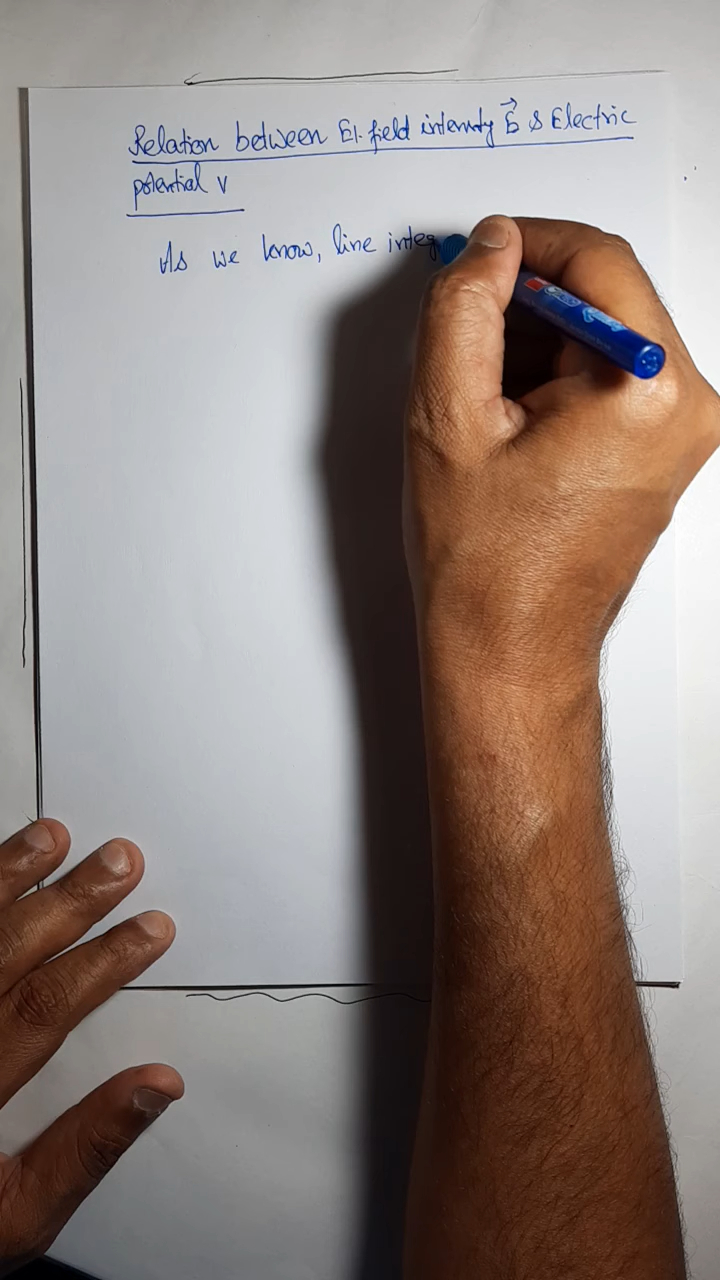 Relation between El. field intensity E⃗ & Electric
potential V
As we know, line integ